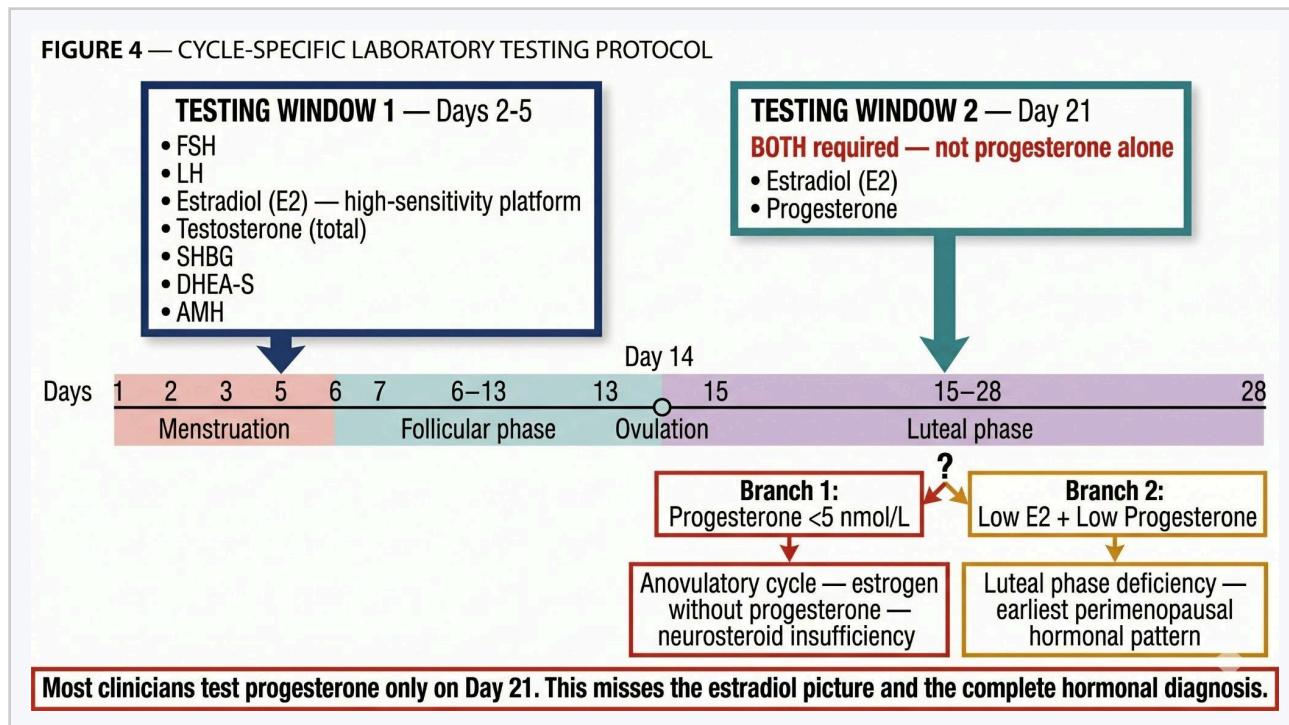 FIGURE 4 — CYCLE-SPECIFIC LABORATORY TESTING PROTOCOL
TESTING WINDOW 1 — Days 2-5
• FSH
• LH
• Estradiol (E2) — high-sensitivity platform
• Testosterone (total)
• SHBG
• DHEA-S
• AMH
TESTING WINDOW 2 — Day 21
BOTH required — not progesterone alone
• Estradiol (E2)
• Progesterone
Day 14
Days 1 2 3 5 6 7 6–13 13 15 15–28 28
Menstruation Follicular phase Ovulation Luteal phase
?
Branch 1:
Progesterone <5 nmol/L
Anovulatory cycle — estrogen
without progesterone —
neurosteroid insufficiency
Branch 2:
Low E2 + Low Progesterone
Luteal phase deficiency —
earliest perimenopausal
hormonal pattern
Most clinicians test progesterone only on Day 21. This misses the estradiol picture and the complete hormonal diagnosis.